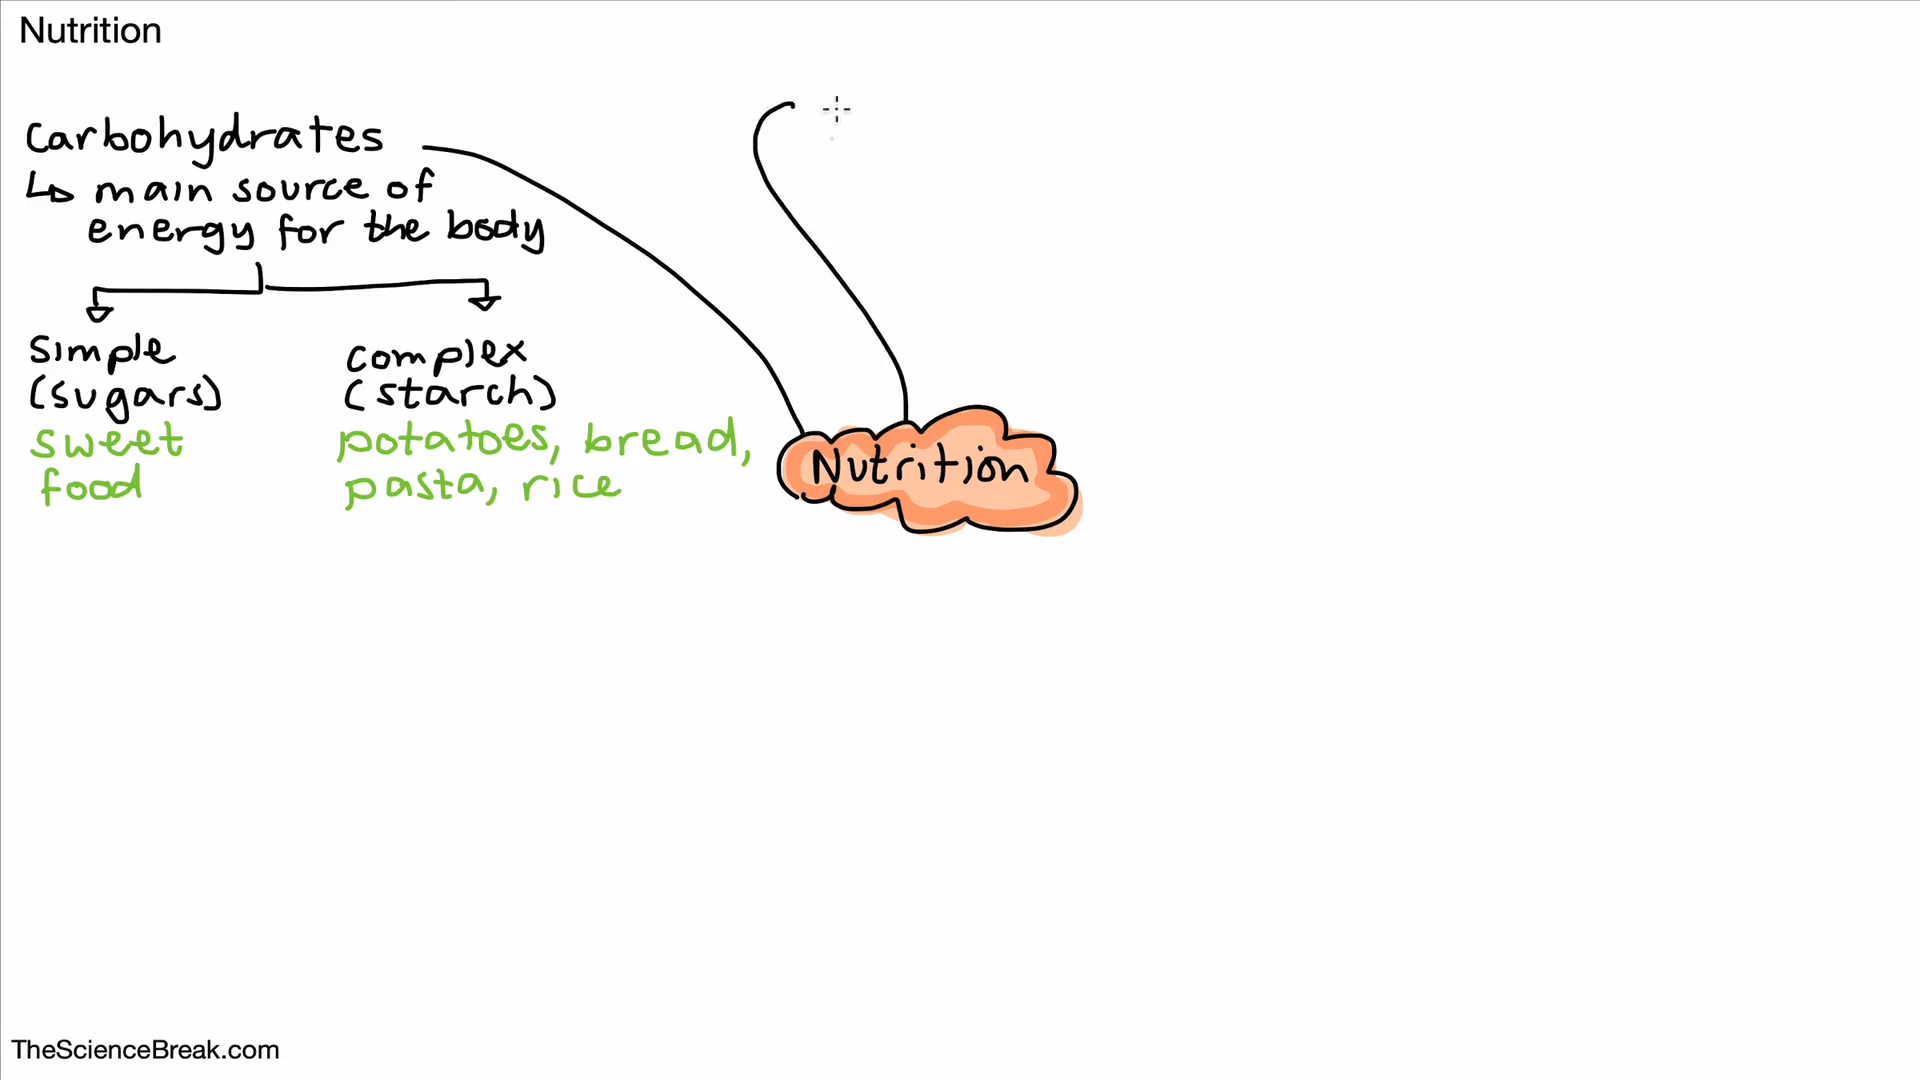 Nutrition
Carbohydrates
main source of
energy for the body
simple
(sugars)
sweet
food
complex
(starch)
potatoes, bread,
pasta, rice
Nutrition
TheScienceBreak.com